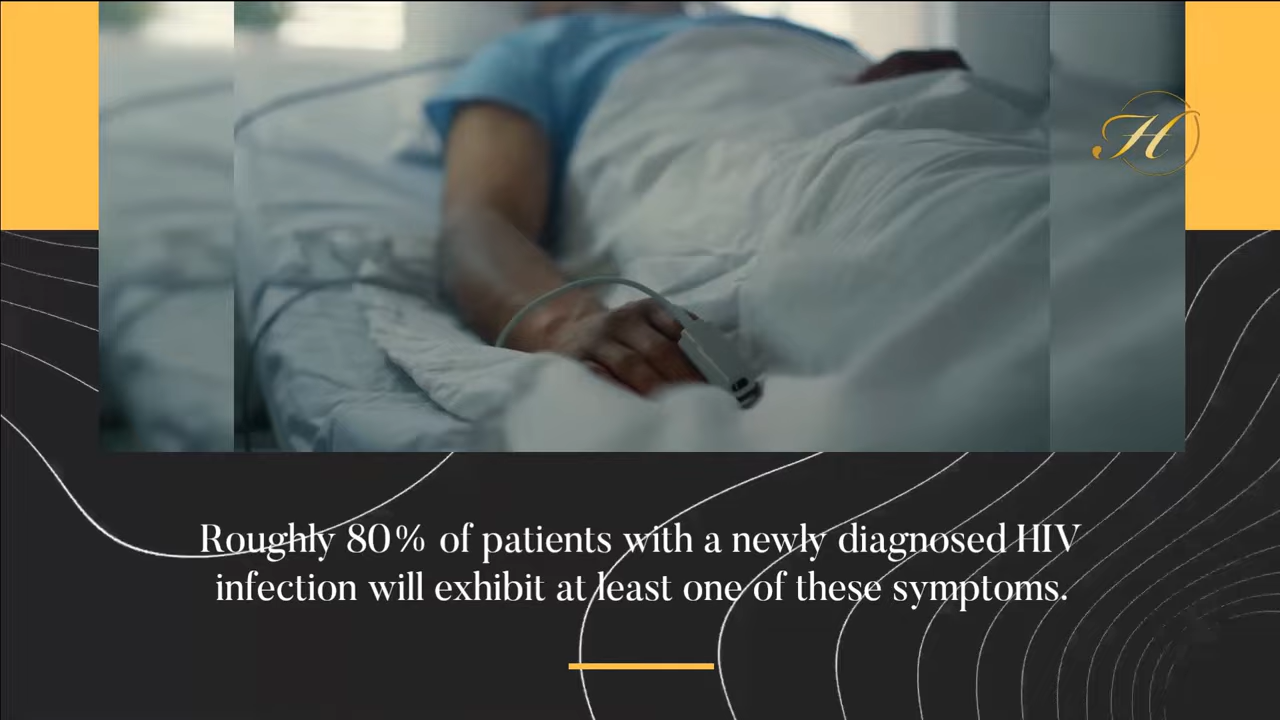 H
Roughly 80% of patients with a newly diagnosed HIV
infection will exhibit at least one of these symptoms.